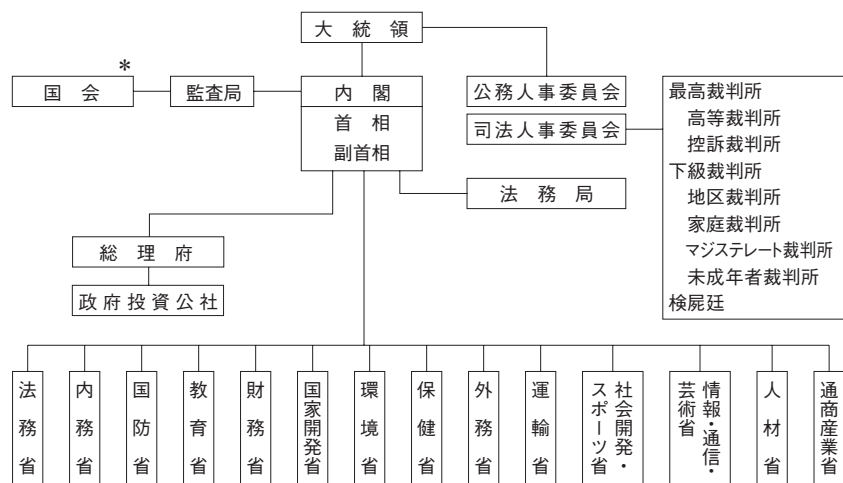 大統領
*
国会
監査局
内閣
首相
副首相
公務人事委員会
司法人事委員会
最高裁判所
高等裁判所
控訴裁判所
下級裁判所
地区裁判所
家庭裁判所
マジステレート裁判所
未成年者裁判所
検屍廷
法務局
総理府
政府投資公社
法務省
内務省
国防省
教育省
財務省
国家開発省
環境省
保健省
外務省
運輸省
社会開発・
スポーツ省
情報・通信・
芸術省
人材省
通商産業省